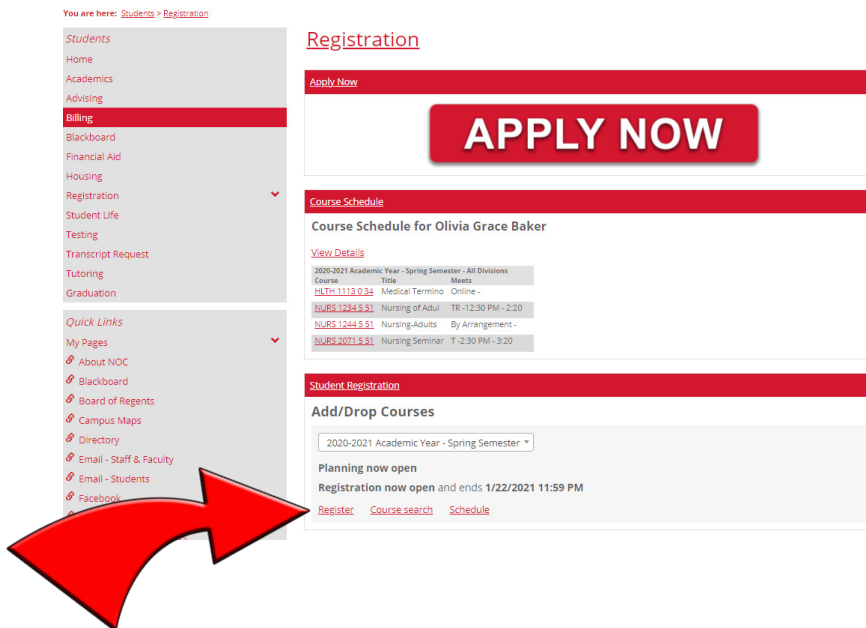 You are here: Students > Registration
Students
Home
Academics
Advising
Billing
Blackboard
Financial Aid
Housing
Registration
Student Life
Testing
Transcript Request
Tutoring
Graduation
Quick Links
My Pages
About NOC
Blackboard
Board of Regents
Campus Maps
Directory
Email - Staff & Faculty
Email - Students
Facebook
Registration
Apply Now
APPLY NOW
Course Schedule
Course Schedule for Olivia Grace Baker
View Details
2020-2021 Academic Year - Spring Semester - All Divisions
Course Title Meets
HLTH 1113 0 34 Medical Termino Online -
NURS 1234 5 51 Nursing of Adul TR -12:30 PM - 2:20
NURS 1244 5 51 Nursing-Adults By Arrangement -
NURS 2071 5 51 Nursing Seminar T -2:30 PM - 3:20
Student Registration
Add/Drop Courses
2020-2021 Academic Year - Spring Semester
Planning now open
Registration now open and ends 1/22/2021 11:59 PM
Register Course search Schedule